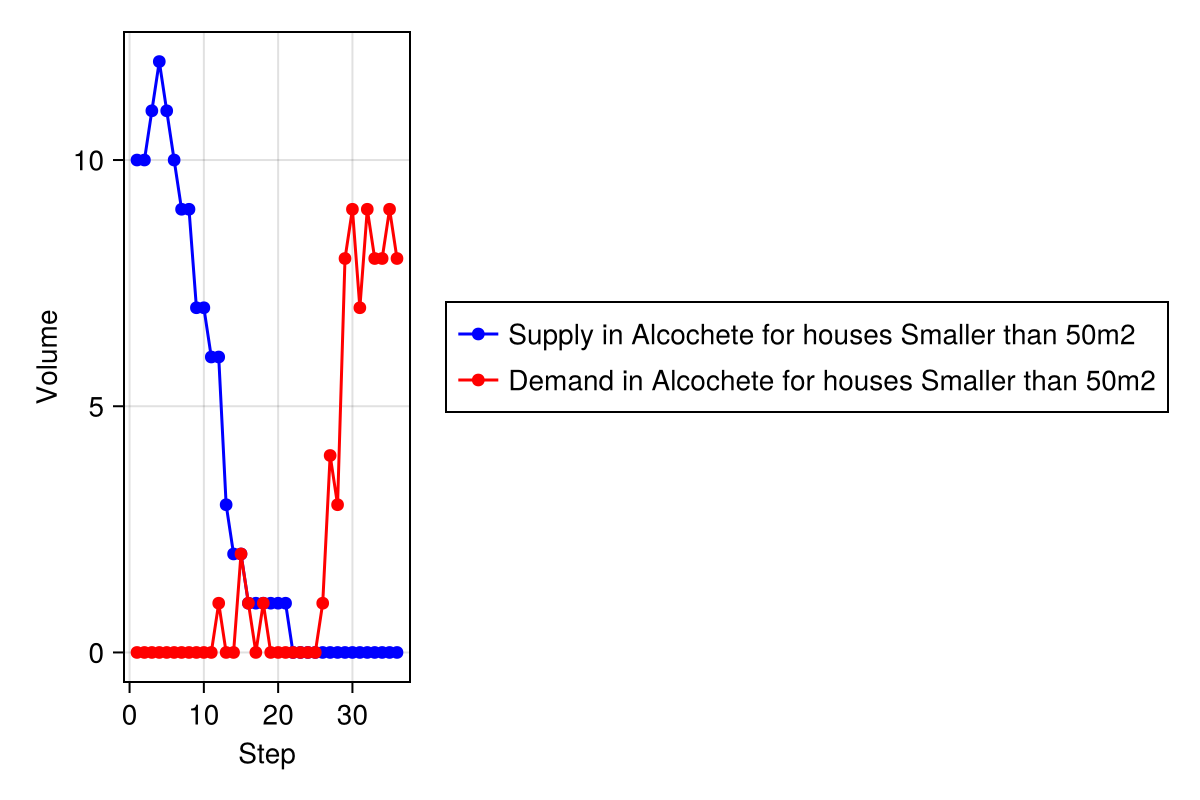 10
5
0
Volume
0 10 20 30
Step
Supply in Alcochete for houses Smaller than 50m2
Demand in Alcochete for houses Smaller than 50m2